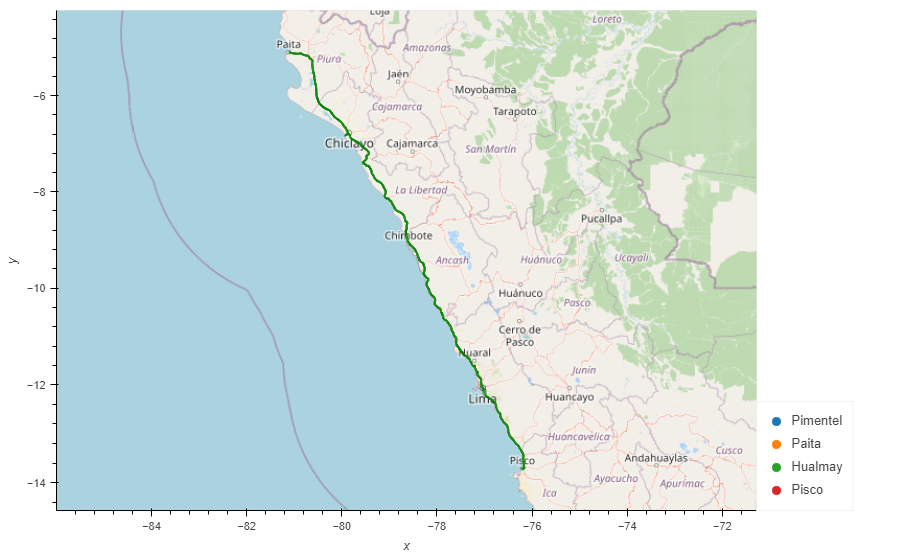 Loja
Loreto
Paita
Piura
Amazonas
Jaén
Moyobamba
−6
Cajamarca
Tarapoto
Chiclayo
Cajamarca
San Martín
−8
La Libertad
Pucallpa
Chimbote
Ancash
Huánuco
Ucayali
y
−10
Huánuco
Pasco
Cerro de
Pasco
Huaral
Junín
−12
Lima
Huancayo
Pimentel
Huancavelica
Paita
Cusco
Pisco
Andahuaylas
Hualmay
−14
Ica
Ayacucho
Apurímac
Pisco
−84
−82
−80
−78
−76
−74
−72
x